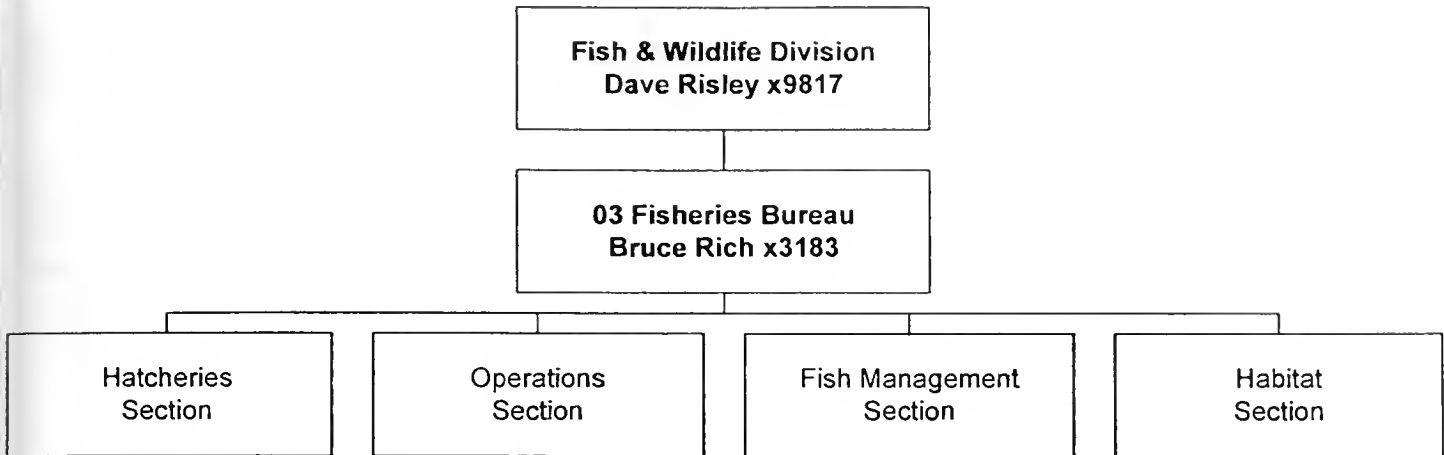 Fish & Wildlife Division
Dave Risley x9817
03 Fisheries Bureau
Bruce Rich x3183
Hatcheries
Section
Operations
Section
Fish Management
Section
Habitat
Section